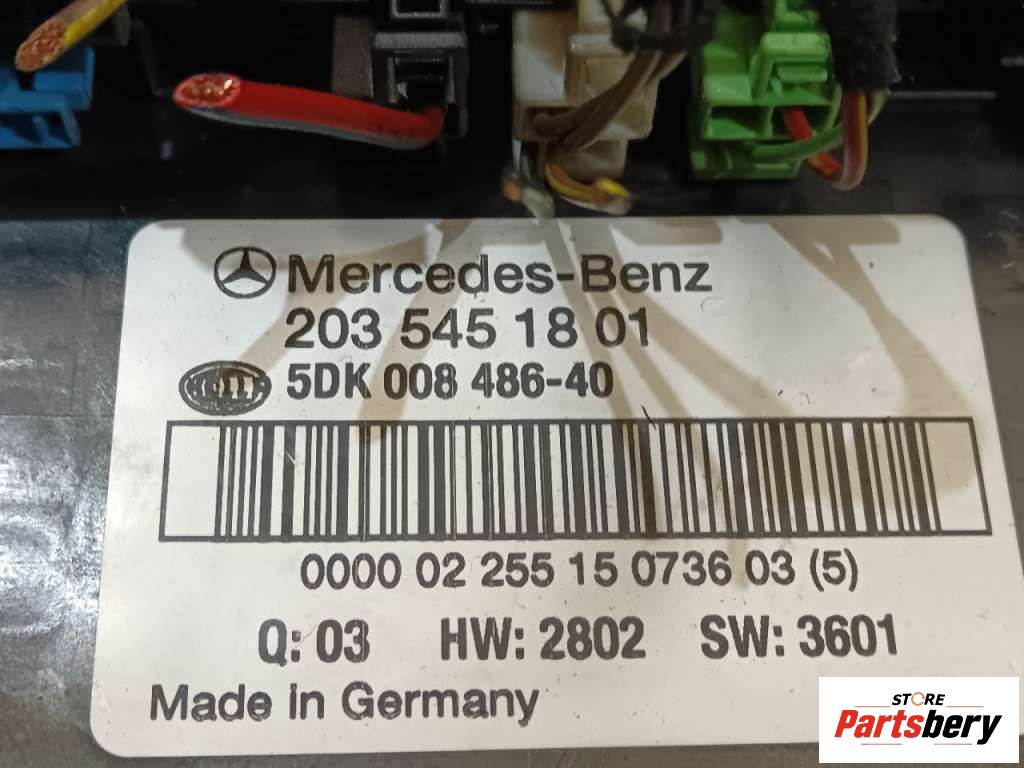 Mercedes-Benz
203 545 18 01
HELLA 5DK 008 486-40
0000 02 255 15 0736 03 (5)
Q: 03 HW: 2802 SW: 3601
Made in Germany
STORE
Partsbery